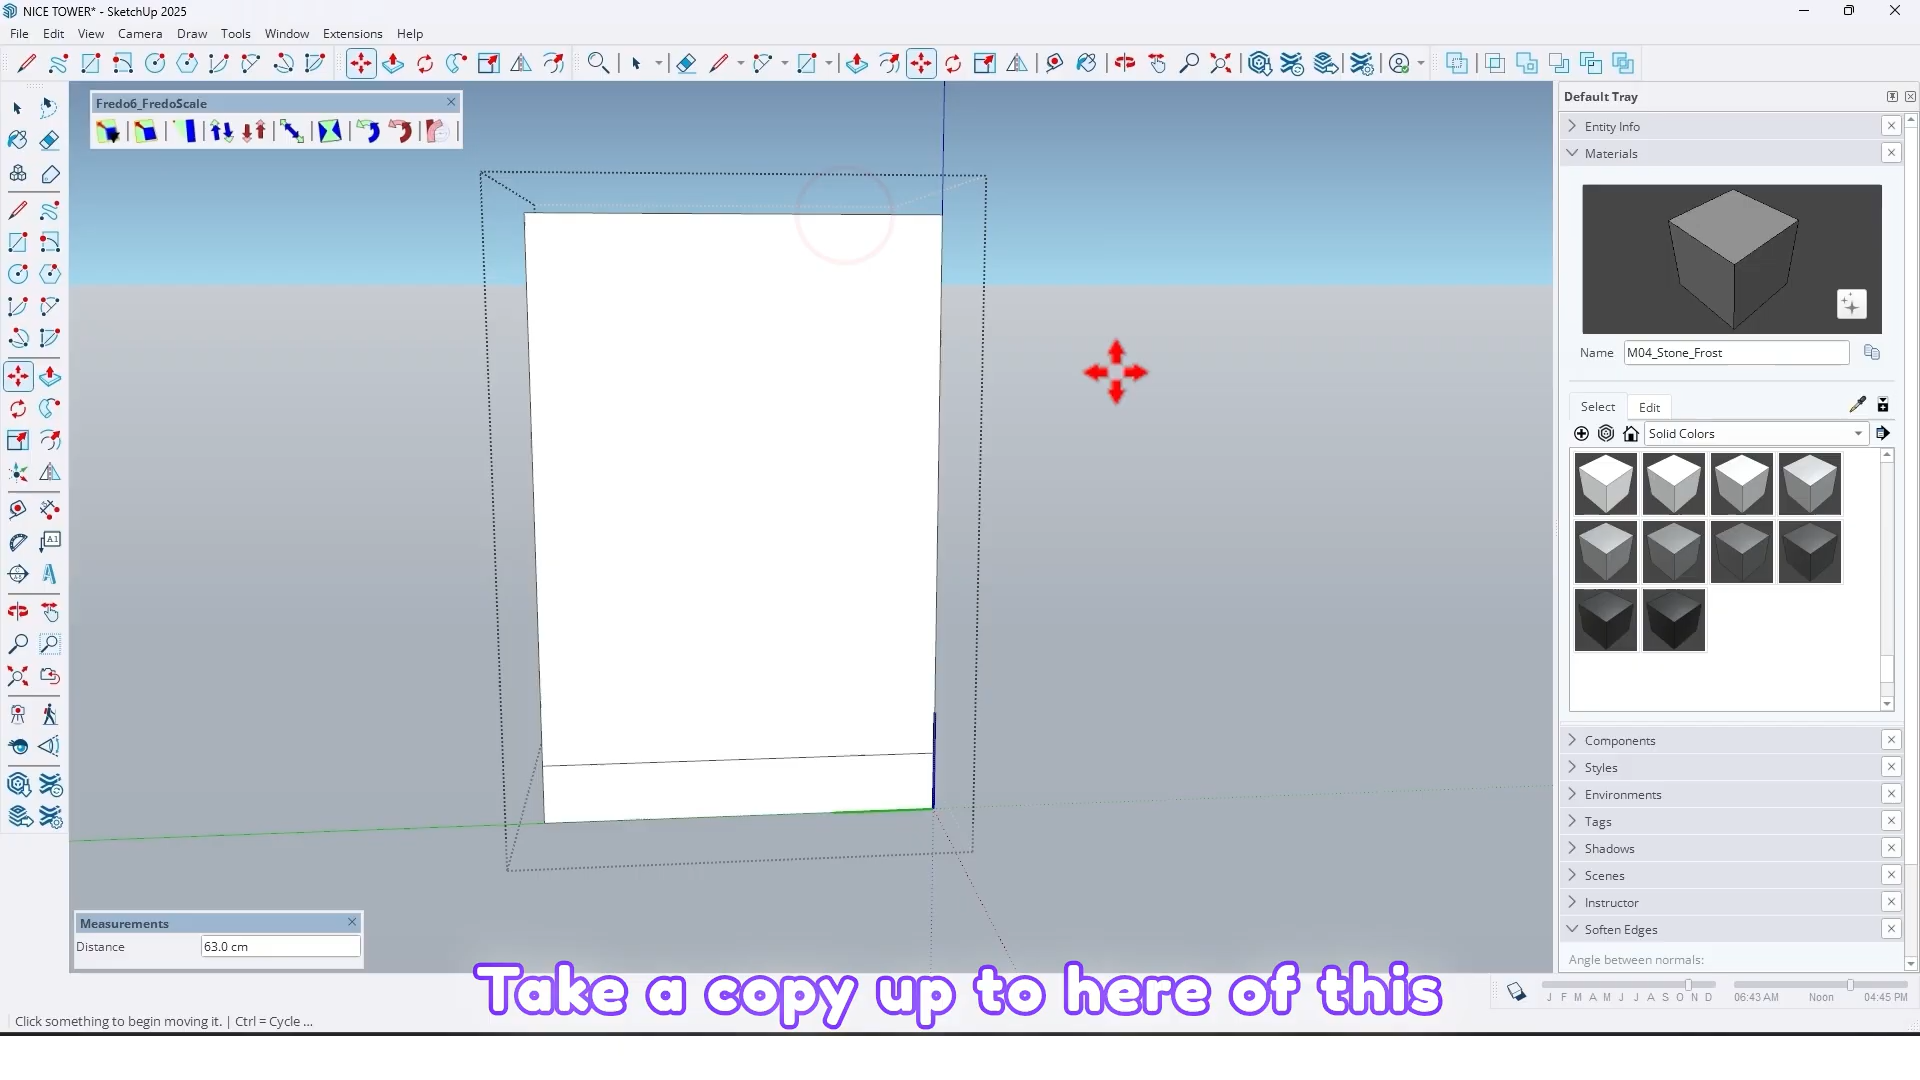 NICE TOWER* - SketchUp 2025
File Edit View Camera Draw Tools Window Extensions Help
Fredo6_FredoScale
Default Tray
Entity Info
Materials
Name M04_Stone_Frost
Select Edit
Solid Colors
A1
Components
Styles
Environments
Tags
Shadows
Scenes
Instructor
Soften Edges
Angle between normals:
Measurements
Distance 63.0 cm
Take a copy up to here of this
J F M A M J J A S O N D 06:43 AM Noon 04:45 PM
Click something to begin moving it. | Ctrl = Cycle ...